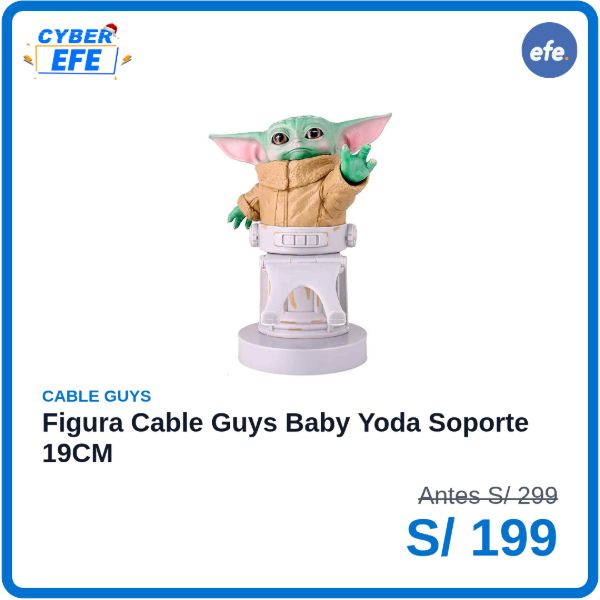 CYBER
EFE
efe.
CABLE GUYS
Figura Cable Guys Baby Yoda Soporte
19CM
Antes S/ 299
S/ 199